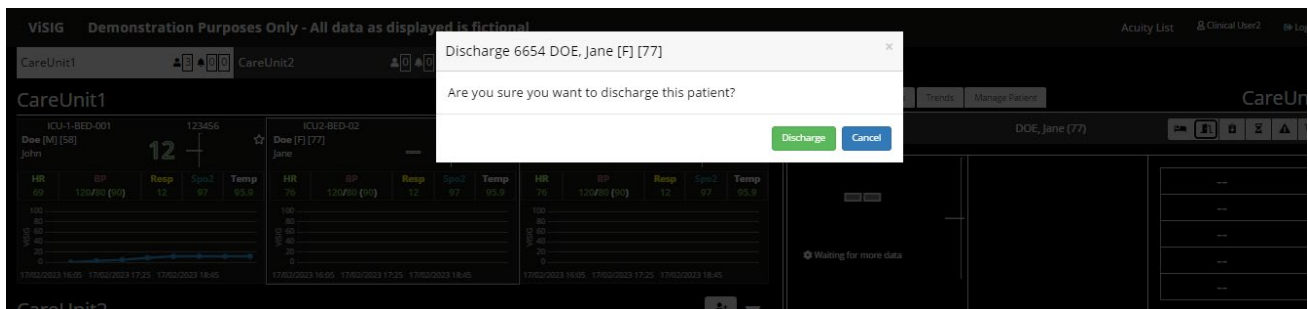 ViSIG Demonstration Purposes Only - All data as displayed is fictional
Acuity List Clinical User2 Log
CareUnit1 3 0 0 CareUnit2 0 0
Discharge 6654 DOE, Jane [F] [77] ×
Are you sure you want to discharge this patient?
Discharge Cancel
CareUnit1
Trends Manage Patient
CareUn
ICU-1-BED-001 123456
Doe [M] [58]
John
12
ICU2-BED-02
Doe [F] [77]
Jane
DOE, Jane (77)
HR BP Resp Spo2 Temp
69 120/80 (90) 12 97 95.9
HR BP Resp Spo2 Temp
76 120/80 (90) 12 97 95.9
HR BP Resp Spo2 Temp
76 120/80 (90) 12 97 95.9
ViSIG
100
80
60
40
20
0
17/02/2023 16:05 17/02/2023 17:25 17/02/2023 18:45
ViSIG
100
80
60
40
20
0
17/02/2023 16:05 17/02/2023 17:25 17/02/2023 18:45
ViSIG
100
80
60
40
20
0
17/02/2023 16:05 17/02/2023 17:25 17/02/2023 18:45
Waiting for more data
--
--
--
--
--
CareUnit2